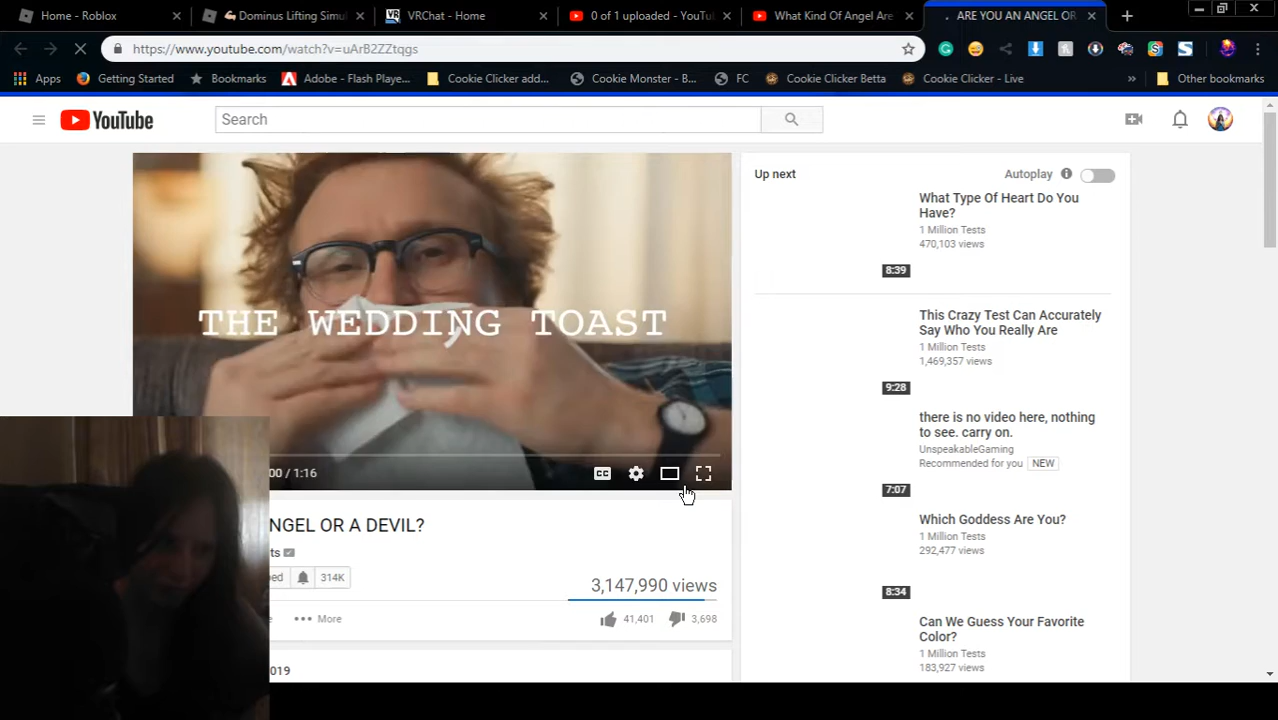 Home - Roblox
Dominus Lifting Simul
VRChat - Home
0 of 1 uploaded - YouTu
What Kind Of Angel Are
ARE YOU AN ANGEL OR
https://www.youtube.com/watch?v=uArB2ZZtqgs
Apps
Getting Started
Bookmarks
Adobe - Flash Playe...
Cookie Clicker add...
Cookie Monster - B...
FC
Cookie Clicker Betta
Cookie Clicker - Live
»
Other bookmarks
YouTube
Search
THE WEDDING TOAST
00 / 1:16
CC
NGEL OR A DEVIL?
ts
ed
314K
3,147,990 views
e
More
41,401
3,698
019
Up next
Autoplay
What Type Of Heart Do You
Have?
1 Million Tests
470,103 views
8:39
This Crazy Test Can Accurately
Say Who You Really Are
1 Million Tests
1,469,357 views
9:28
there is no video here, nothing
to see. carry on.
UnspeakableGaming
Recommended for you NEW
7:07
Which Goddess Are You?
1 Million Tests
292,477 views
8:34
Can We Guess Your Favorite
Color?
1 Million Tests
183,927 views